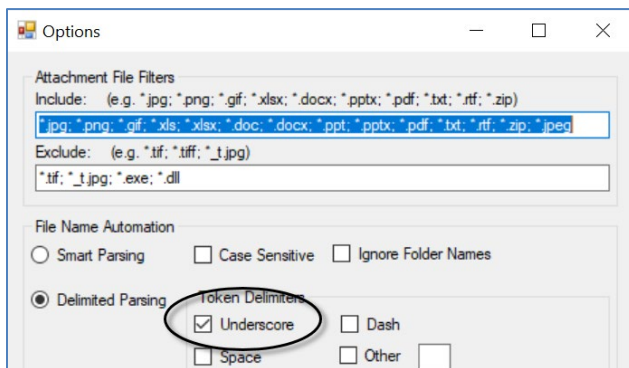 Options
Attachment File Filters
Include: (e.g. *.jpg; *.png; *.gif; *.xlsx; *.docx; *.pptx; *.pdf; *.txt; *.rtf; *.zip)
*.jpg; *.png; *.gif; *.xls; *.xlsx; *.doc; *.docx; *.ppt; *.pptx; *.pdf; *.txt; *.rtf; *.zip; *.jpeg
Exclude: (e.g. *.tif; *.tiff; *_t.jpg)
*.tif; *_t.jpg; *.exe; *.dll
File Name Automation
Smart Parsing Case Sensitive Ignore Folder Names
Delimited Parsing Token Delimiters
Underscore Dash
Space Other